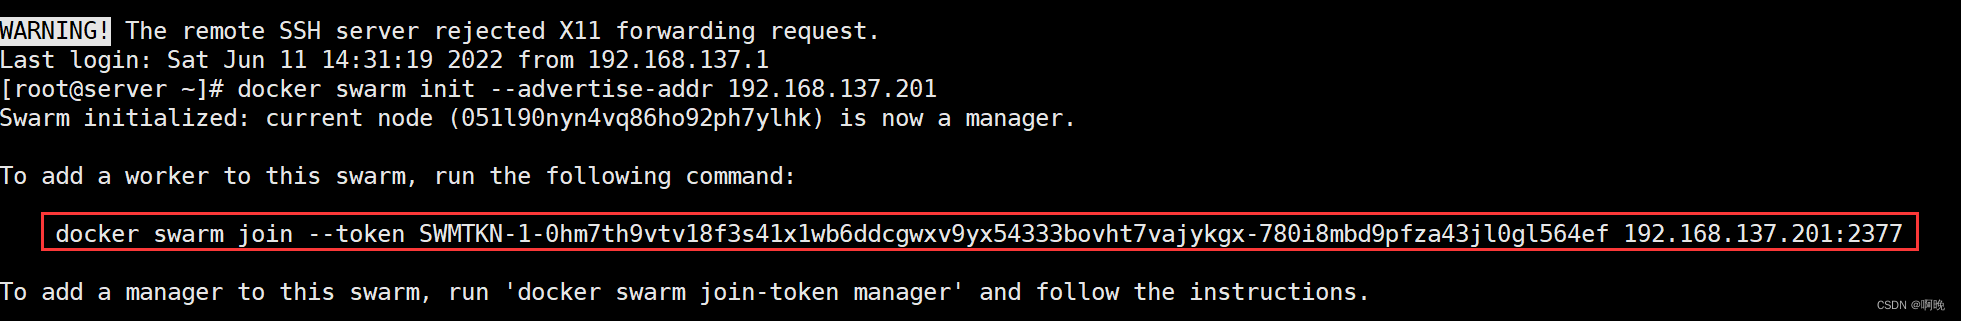 WARNING! The remote SSH server rejected X11 forwarding request.
Last login: Sat Jun 11 14:31:19 2022 from 192.168.137.1
[root@server ~]# docker swarm init --advertise-addr 192.168.137.201
Swarm initialized: current node (051l90nyn4vq86ho92ph7ylhk) is now a manager.
To add a worker to this swarm, run the following command:
docker swarm join --token SWMTKN-1-0hm7th9vtv18f3s41x1wb6ddcgwxv9yx54333bovht7vajykgx-780i8mbd9pfza43jl0gl564ef 192.168.137.201:2377
To add a manager to this swarm, run 'docker swarm join-token manager' and follow the instructions.
CSDN @啊晚